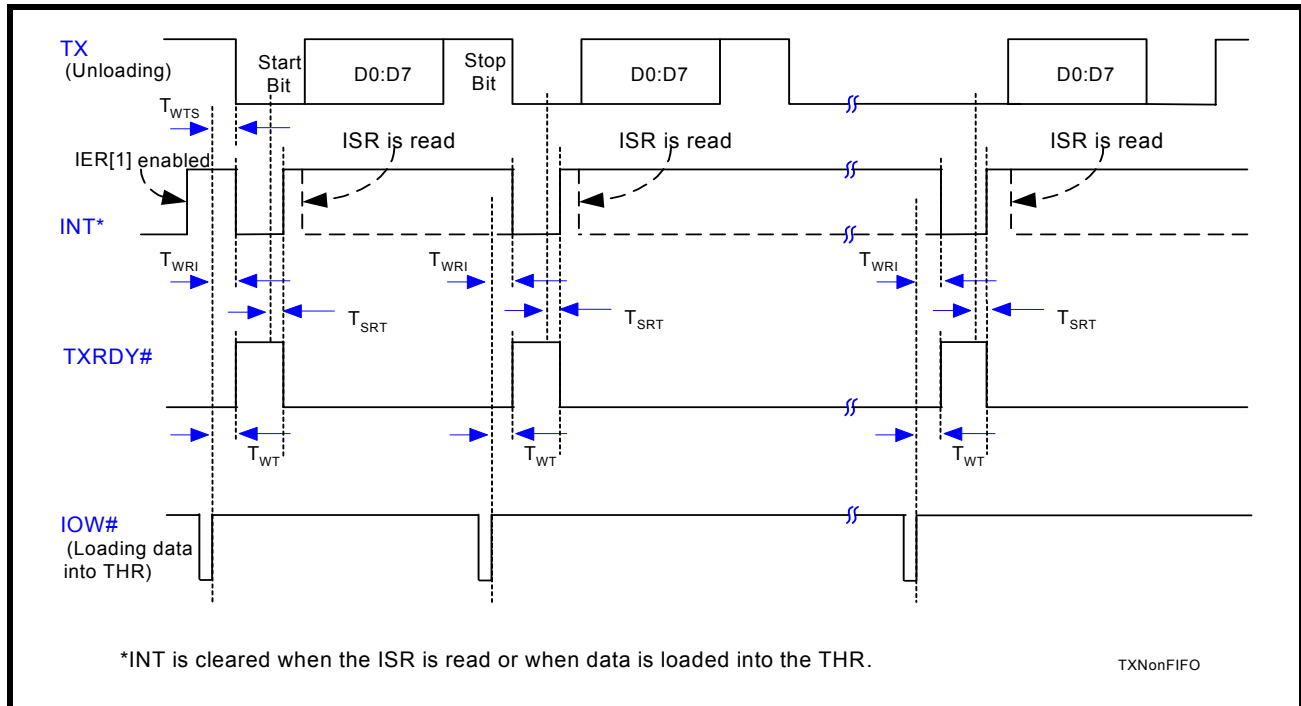 TX
(Unloading)
Start
Bit
D0:D7
Stop
Bit
D0:D7
D0:D7
TWTS
IER[1] enabled
ISR is read
ISR is read
ISR is read
INT*
TWRI
TWRI
TWRI
TSRT
TSRT
TSRT
TXRDY#
TWT
TWT
TWT
IOW#
(Loading data
into THR)
*INT is cleared when the ISR is read or when data is loaded into the THR.
TXNonFIFO